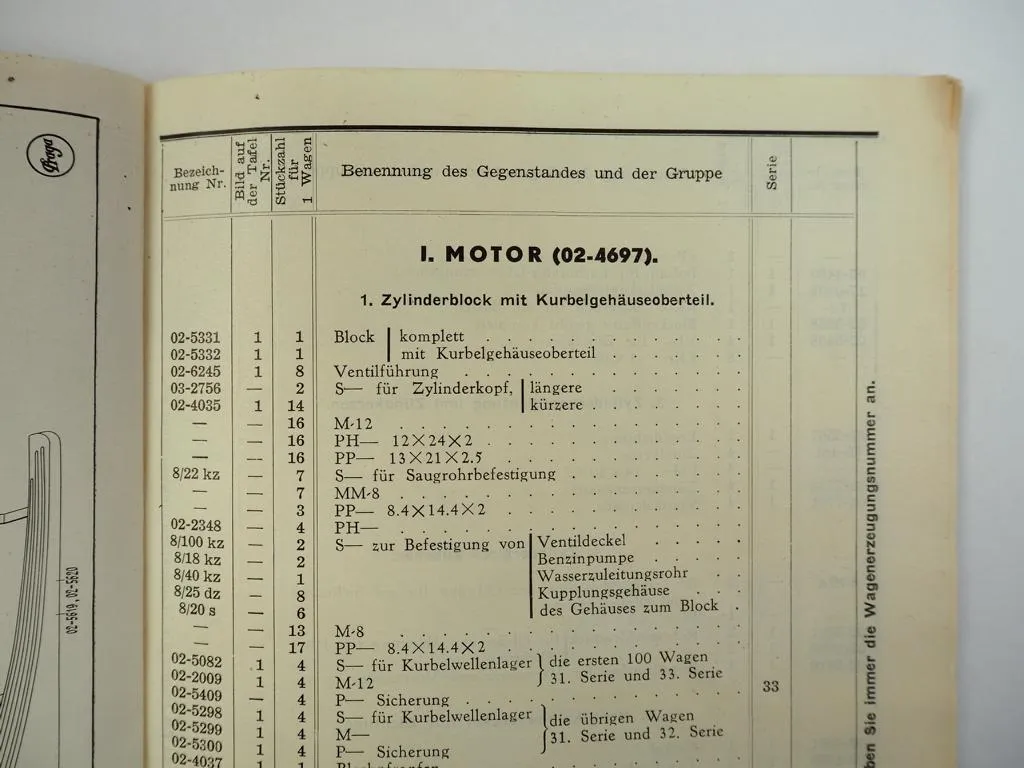 Praga
02-5619, 02-5620
Bezeich-
nung Nr.
Bild auf
der Tafel
Nr.
Stückzahl
für
1 Wagen
Benennung des Gegenstandes und der Gruppe
Serie
I. MOTOR (02-4697).
1. Zylinderblock mit Kurbelgehäuseoberteil.
02-5331 1 1 Block komplett . . . . . . . . . .
02-5332 1 1 mit Kurbelgehäuseoberteil . . . . . .
02-6245 1 8 Ventilführung . . . . . . . . . . .
03-2756 — 2 S— für Zylinderkopf, längere . . . . . . .
02-4035 1 14 kürzere . . . . . .
— — 16 M-12 . . . . . . . . . . . . .
— — 16 PH— 12×24×2 . . . . . . . . . .
— — 16 PP— 13×21×2.5 . . . . . . . . . .
8/22 kz — 7 S— für Saugrohrbefestigung . . . . . . .
— — 7 MM-8 . . . . . . . . . . . . .
— — 3 PP— 8.4×14.4×2 . . . . . . . . .
02-2348 — 4 PH— . . . . . . . . . . . . .
8/100 kz — 2 S— zur Befestigung von Ventildeckel . . . .
8/18 kz — 2 Benzinpumpe . . . .
8/40 kz — 1 Wasserzuleitungsrohr . .
8/25 dz — 8 Kupplungsgehäuse . . .
8/20 s — 6 des Gehäuses zum Block .
— — 13 M-8 . . . . . . . . . . . . .
— — 17 PP— 8.4×14.4×2 . . . . . . . . .
02-5082 1 4 S— für Kurbelwellenlager die ersten 100 Wagen
02-2009 1 4 M-12 31. Serie und 33. Serie 33
02-5409 — 4 P— Sicherung . . . . . . . . . .
02-5298 1 4 S— für Kurbelwellenlager die übrigen Wagen
02-5299 1 4 M— 31. Serie und 32. Serie
02-5300 1 4 P— Sicherung
02-4037 1 1
ben Sie immer die Wagenerzeugungsnummer an.